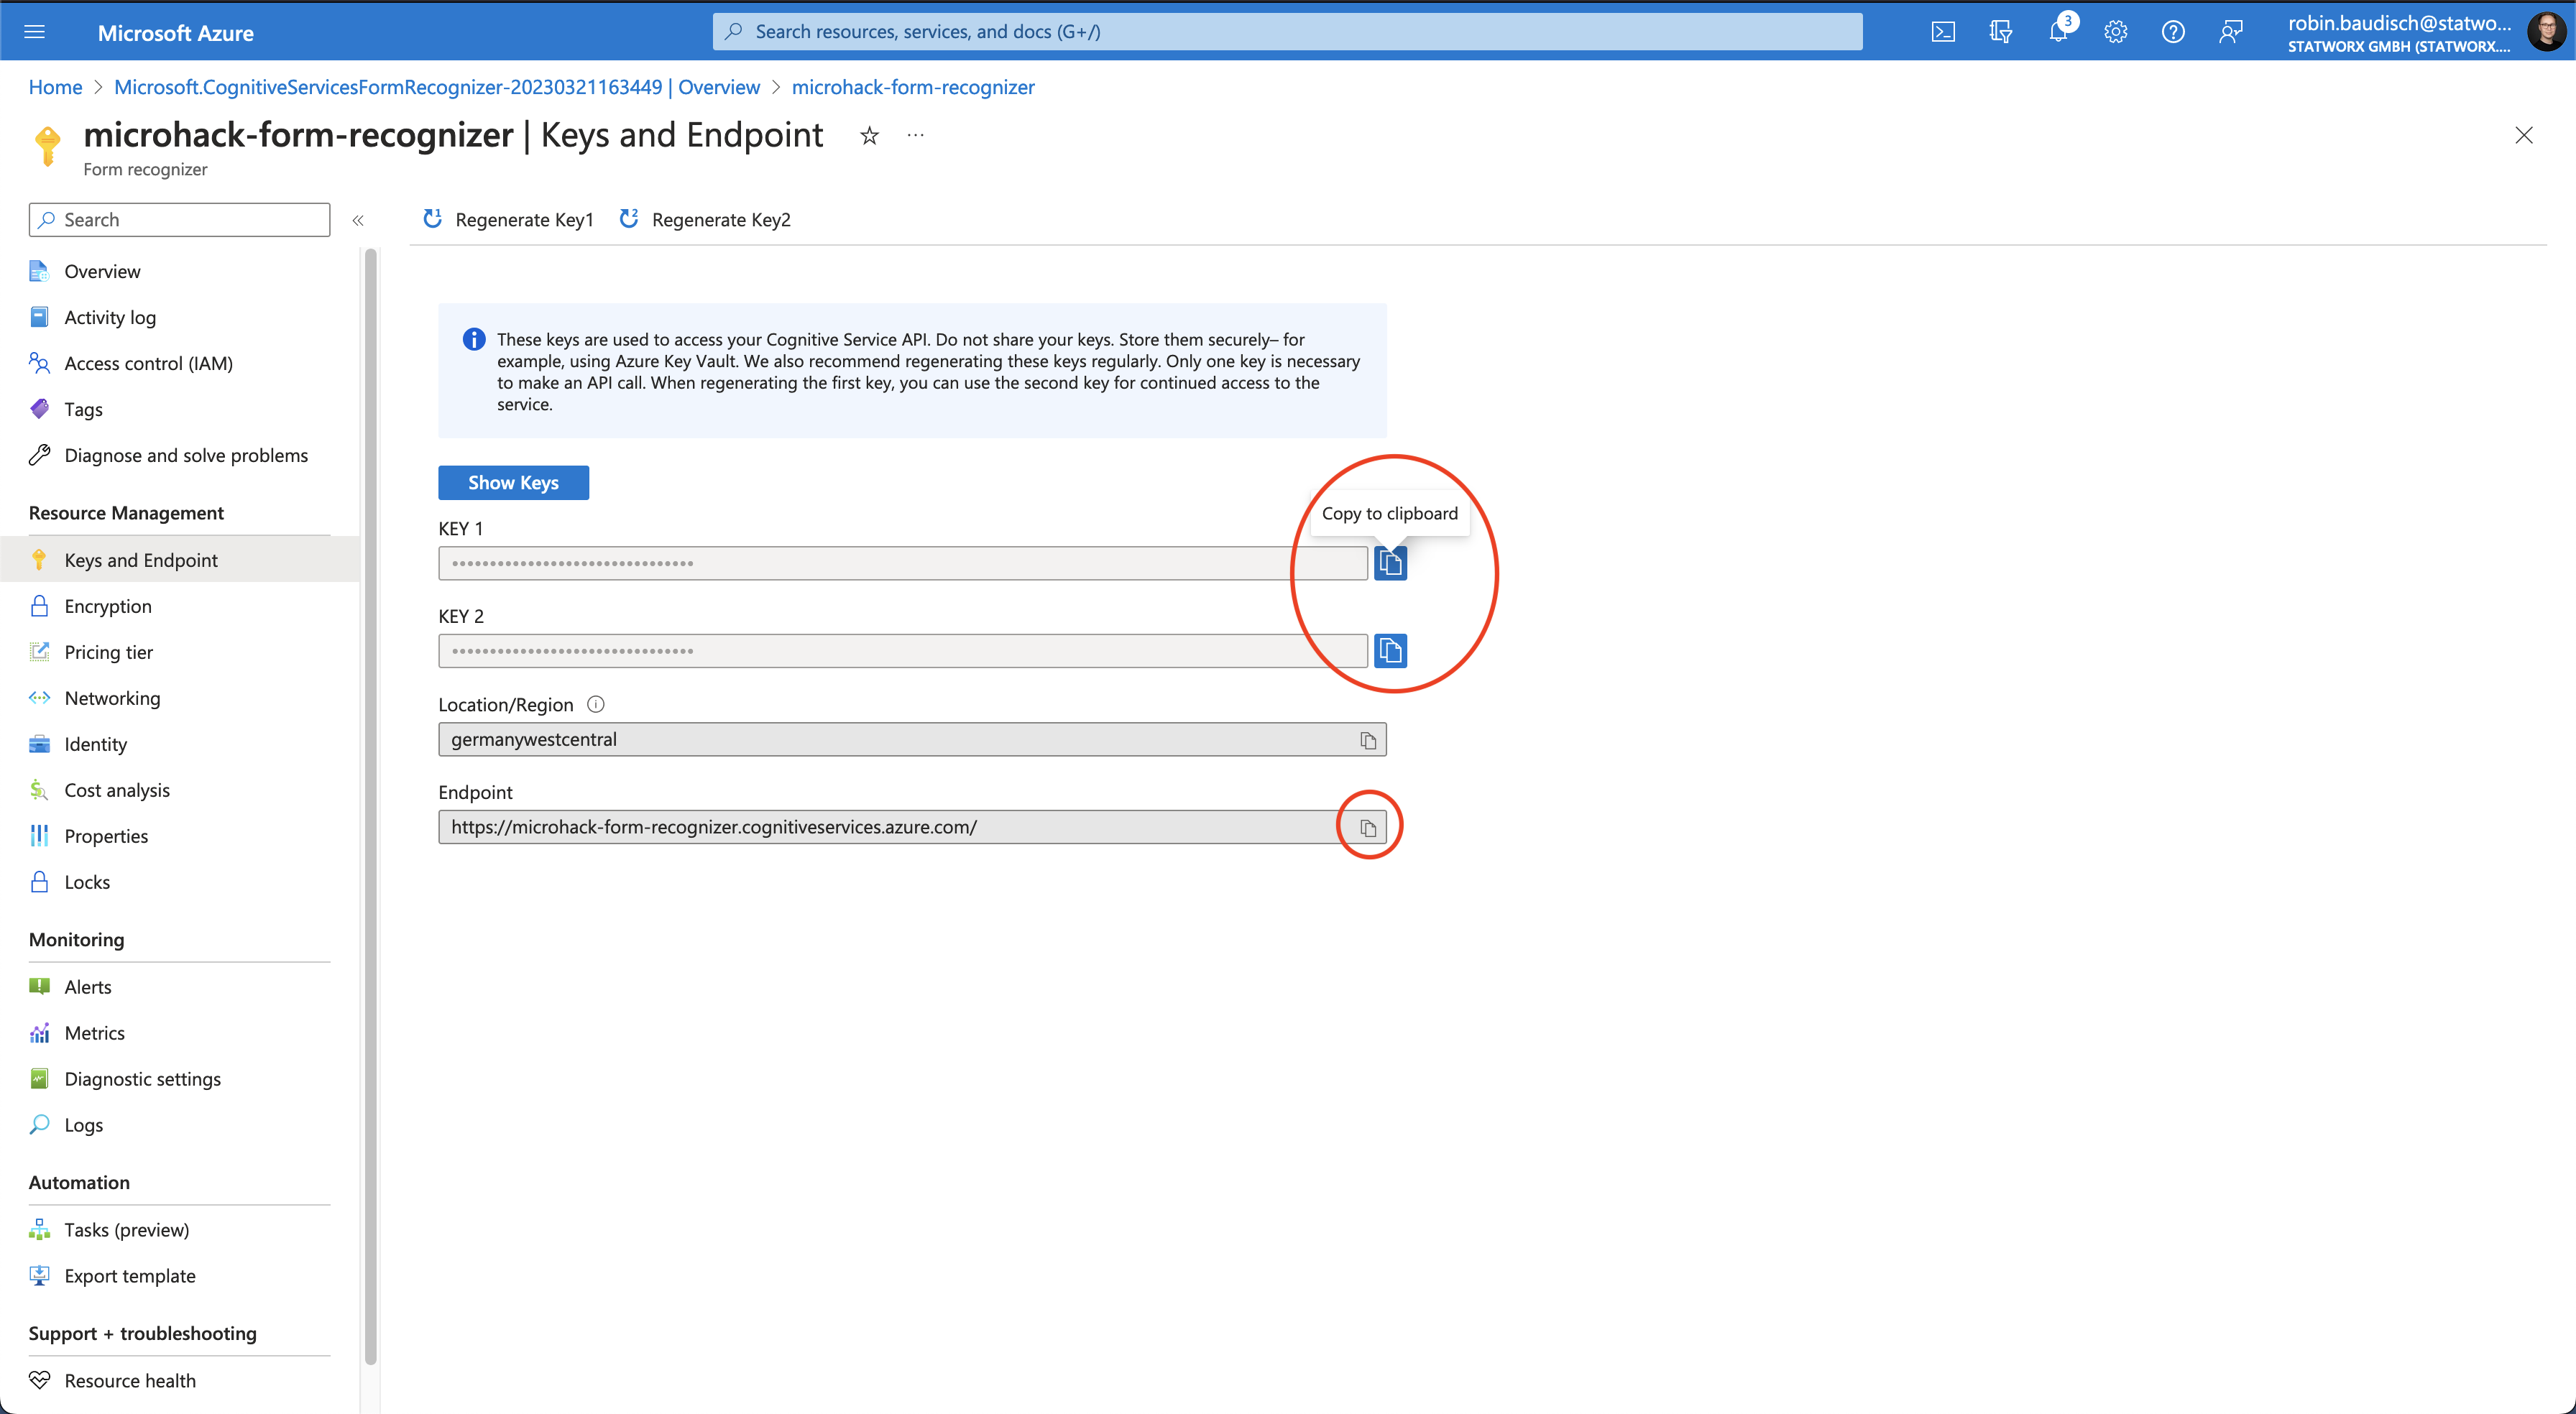 Microsoft Azure
Search resources, services, and docs (G+/)
3
robin.baudisch@statwo...
STATWORX GMBH (STATWORX....
Home > Microsoft.CognitiveServicesFormRecognizer-20230321163449 | Overview > microhack-form-recognizer
microhack-form-recognizer | Keys and Endpoint
Form recognizer
Search
«
1 Regenerate Key1
2 Regenerate Key2
Overview
Activity log
Access control (IAM)
Tags
Diagnose and solve problems
Resource Management
Keys and Endpoint
Encryption
Pricing tier
Networking
Identity
Cost analysis
Properties
Locks
Monitoring
Alerts
Metrics
Diagnostic settings
Logs
Automation
Tasks (preview)
Export template
Support + troubleshooting
Resource health
These keys are used to access your Cognitive Service API. Do not share your keys. Store them securely– for
example, using Azure Key Vault. We also recommend regenerating these keys regularly. Only one key is necessary
to make an API call. When regenerating the first key, you can use the second key for continued access to the
service.
Show Keys
Copy to clipboard
KEY 1
••••••••••••••••••••••••••••••••
KEY 2
••••••••••••••••••••••••••••••••
Location/Region
germanywestcentral
Endpoint
https://microhack-form-recognizer.cognitiveservices.azure.com/